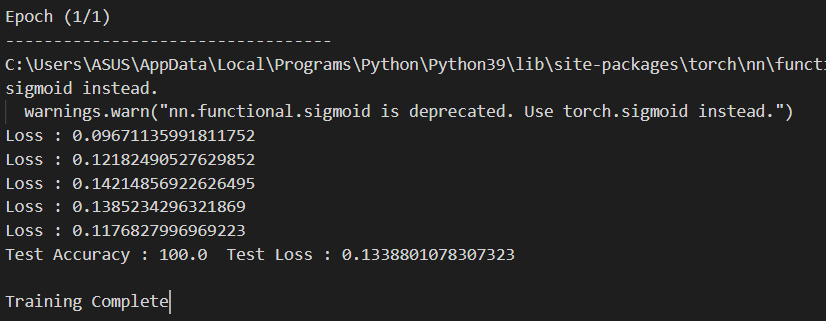 Epoch (1/1)
----------------------------------
C:\Users\ASUS\AppData\Local\Programs\Python\Python39\lib\site-packages\torch\nn\functi
sigmoid instead.
warnings.warn("nn.functional.sigmoid is deprecated. Use torch.sigmoid instead.")
Loss : 0.09671135991811752
Loss : 0.12182490527629852
Loss : 0.14214856922626495
Loss : 0.1385234296321869
Loss : 0.1176827996969223
Test Accuracy : 100.0  Test Loss : 0.1338801078307323
Training Complete